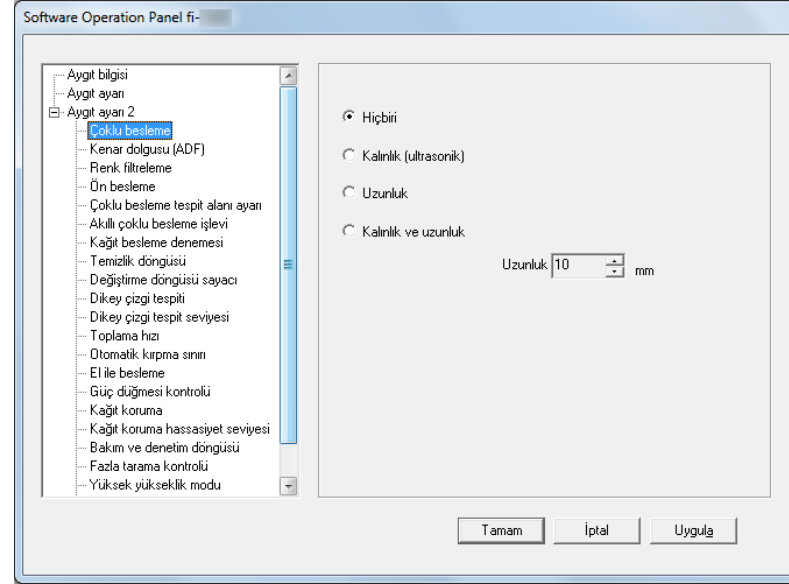 Software Operation Panel fi-
Aygıt bilgisi
Aygıt ayarı
Aygıt ayarı 2
Çoklu besleme
Kenar dolgusu (ADF)
Renk filtreleme
Ön besleme
Çoklu besleme tespit alanı ayarı
Akıllı çoklu besleme işlevi
Kağıt besleme denemesi
Temizlik döngüsü
Değiştirme döngüsü sayacı
Dikey çizgi tespiti
Dikey çizgi tespit seviyesi
Toplama hızı
Otomatik kırpma sınırı
El ile besleme
Güç düğmesi kontrolü
Kağıt koruma
Kağıt koruma hassasiyet seviyesi
Bakım ve denetim döngüsü
Fazla tarama kontrolü
Yüksek yükseklik modu
Hiçbiri
Kalınlık (ultrasonik)
Uzunluk
Kalınlık ve uzunluk
Uzunluk 10 mm
Tamam İptal Uygula